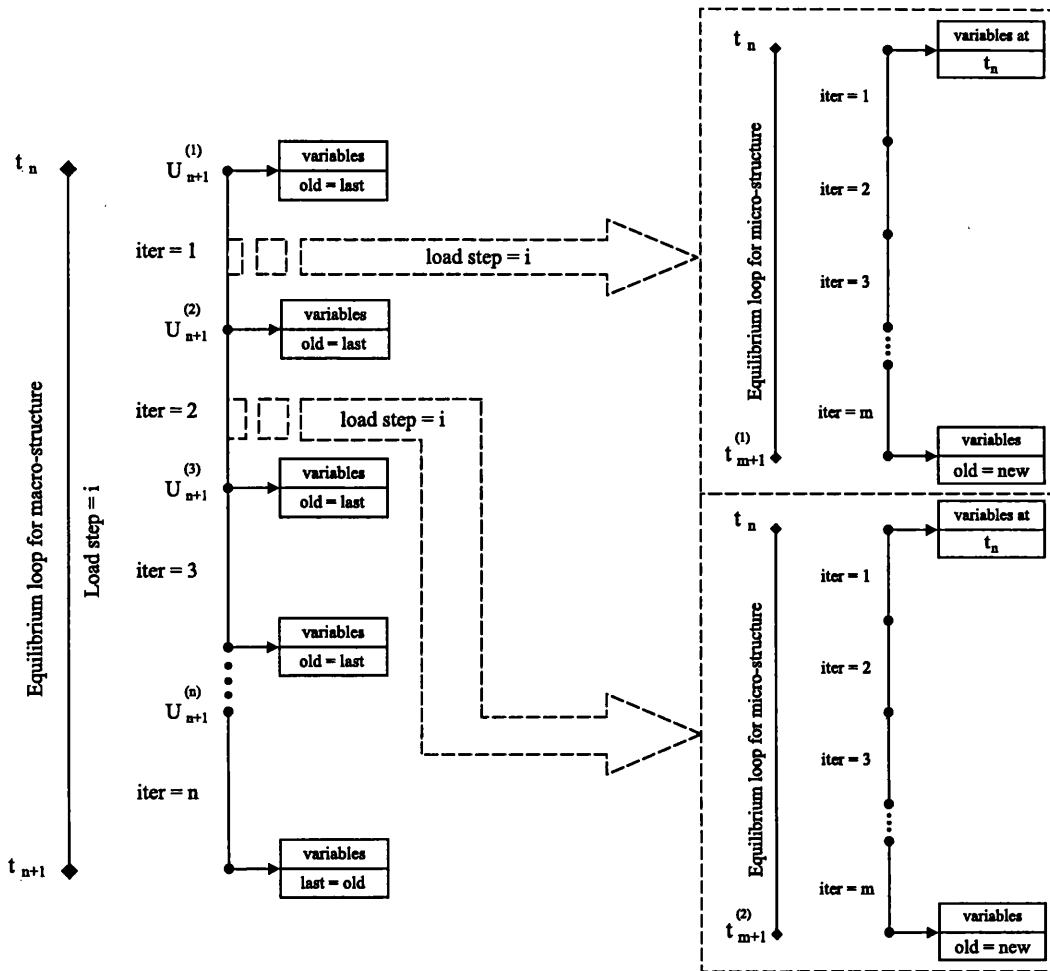 t n
Equilibrium loop for macro-structure
Load step = i
t n+1
U n+1 (1)
variables
old = last
iter = 1
load step = i
U n+1 (2)
variables
old = last
iter = 2
load step = i
U n+1 (3)
variables
old = last
iter = 3
variables
old = last
U n+1 (n)
iter = n
variables
last = old
t n
Equilibrium loop for micro-structure
t m+1 (1)
variables at
t n
iter = 1
iter = 2
iter = 3
iter = m
variables
old = new
t n
Equilibrium loop for micro-structure
t m+1 (2)
variables at
t n
iter = 1
iter = 2
iter = 3
iter = m
variables
old = new